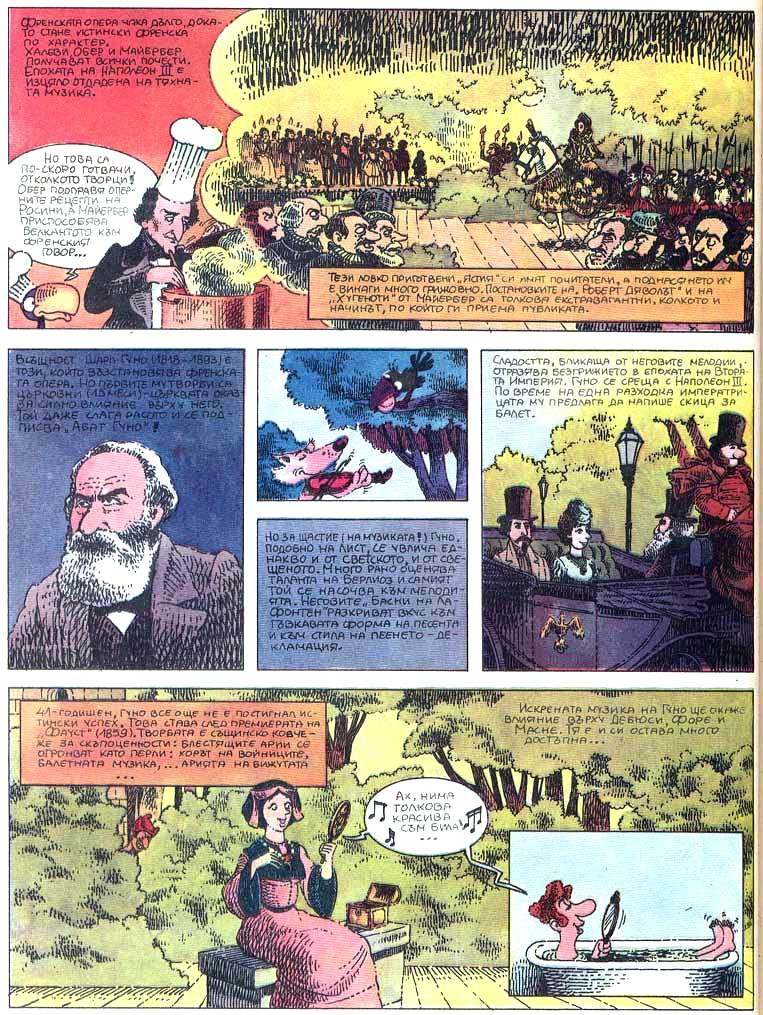 ФРЕНСКАТА ОПЕРА ЧАКА ДЪЛГО, ДОКА-
ТО СТАНЕ ИСТИНСКИ ФРЕНСКА
ПО ХАРАКТЕР.
ХАЛЕВИ, ОБЕР И МАЙЕРБЕР
ПОЛУЧАВАТ ВСИЧКИ ПОЧЕСТИ.
ЕПОХАТА НА НАПОЛЕОН III Е
ИЗЦЯЛО ОТДАДЕНА НА ТЯХНА-
ТА МУЗИКА.
НО ТОВА СА
ПО-СКОРО ГОТВАЧИ,
ОТКОЛКОТО ТВОРЦИ!
ОБЕР ПОДПРАВЯ ОПЕР-
НИТЕ РЕЦЕПТИ НА
РОСИНИ, А МАЙЕРБЕР
ПРИСПОСОБЯВА
БЕЛКАНТОТО КЪМ
ФРЕНСКИЯ
ГОВОР...
ТЕЗИ ЛОВКО ПРИГОТВЕНИ „ЯСТИЯ" СИ ИМАТ ПОЧИТАТЕЛИ, А ПОДНАСЯНЕТО ИМ
Е ВИНАГИ МНОГО ГРИЖОВНО. ПОСТАНОВКИТЕ НА „РОБЕРТ ДЯВОЛЪТ" И НА
„ХУГЕНОТИ" ОТ МАЙЕРБЕР СА ТОЛКОВА ЕКСТРАВАГАНТНИ, КОЛКОТО И
НАЧИНЪТ, ПО КОЙТО ГИ ПРИЕМА ПУБЛИКАТА.
ВСЪЩНОСТ ШАРЛ ГУНО (1818-1893) Е
ТОЗИ, КОЙТО ВЪЗСТАНОВЯВА ФРЕНСКА-
ТА ОПЕРА. НО ПЪРВИТЕ МУ ТВОРБИ СА
ЦЪРКОВНИ (13 МЕСИ)-ЦЪРКВАТА ОКАЗ-
ВА СИЛНО ВЛИЯНИЕ ВЪРХУ НЕГО.
ТОЙ ДАЖЕ СЛАГА РАСОТО И СЕ ПОД-
ПИСВА „АБАТ ГУНО"!
НО ЗА ЩАСТИЕ (НА МУЗИКАТА!) ГУНО,
ПОДОБНО НА ЛИСТ, СЕ УВЛИЧА ЕД-
НАКВО И ОТ СВЕТСКОТО, И ОТ СВЕ-
ЩЕНОТО. МНОГО РАНО ОЦЕНЯВА
ТАЛАНТА НА БЕРЛИОЗ И САМИЯТ
ТОЙ СЕ НАСОЧВА КЪМ МЕЛОДИ-
ЯТА. НЕГОВИТЕ „БАСНИ НА ЛА-
ФОНТЕН" РАЗКРИВАТ ВКУС КЪМ
ГЪВКАВАТА ФОРМА НА ПЕСЕНТА
И КЪМ СТИЛА НА ПЕЕНЕТО - ДЕ-
КЛАМАЦИЯ.
СЛАДОСТТА, БЛИКАЩА ОТ НЕГОВИТЕ МЕЛОДИИ,
ОТРАЗЯВА БЕЗГРИЖИЕТО В ЕПОХАТА НА ВТОРА-
ТА ИМПЕРИЯ. ГУНО СЕ СРЕЩА С НАПОЛЕОН III.
ПО ВРЕМЕ НА ЕДНА РАЗХОДКА ИМПЕРАТРИ-
ЦАТА МУ ПРЕДЛАГА ДА НАПИШЕ СКИЦА ЗА
БАЛЕТ.
41-ГОДИШЕН, ГУНО ВСЕ ОЩЕ НЕ Е ПОСТИГНАЛ ИС-
ТИНСКИ УСПЕХ. ТОВА СТАВА СЛЕД ПРЕМИЕРАТА НА
„ФАУСТ" (1859). ТВОРБАТА Е СЪЩИНСКО КОВЧЕ-
ЖЕ ЗА СКЪПОЦЕННОСТИ: БЛЕСТЯЩИТЕ АРИИ СЕ
ОТРОНВАТ КАТО ПЕРЛИ: ХОРЪТ НА ВОЙНИЦИТЕ,
БАЛЕТНАТА МУЗИКА,... АРИЯТА НА БИЖУТАТА
...
ИСКРЕНАТА МУЗИКА НА ГУНО ЩЕ ОКАЖЕ
ВЛИЯНИЕ ВЪРХУ ДЕБЮСИ, ФОРЕ И
МАСНЕ. ТЯ Е И СИ ОСТАВА МНОГО
ДОСТЪПНА...
АХ, НИМА
ТОЛКОВА
КРАСИВА
СЪМ БИЛА!
...